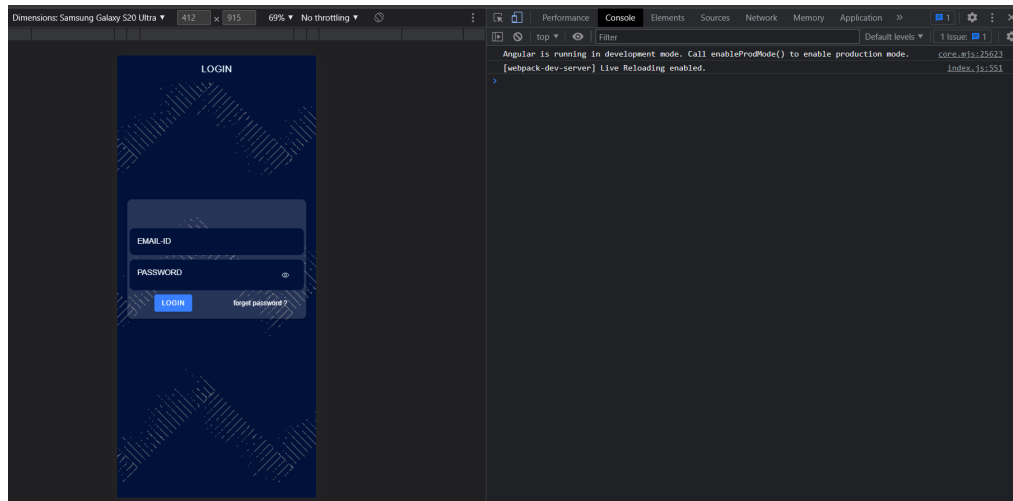 Dimensions: Samsung Galaxy S20 Ultra ▼ 412 × 915 69% ▼ No throttling ▼
Performance Console Elements Sources Network Memory Application » 1
top ▼ Filter Default levels ▼ 1 Issue: 1
Angular is running in development mode. Call enableProdMode() to enable production mode. core.mjs:25623
[webpack-dev-server] Live Reloading enabled. index.js:551
>
LOGIN
EMAIL-ID
PASSWORD
LOGIN forget password ?